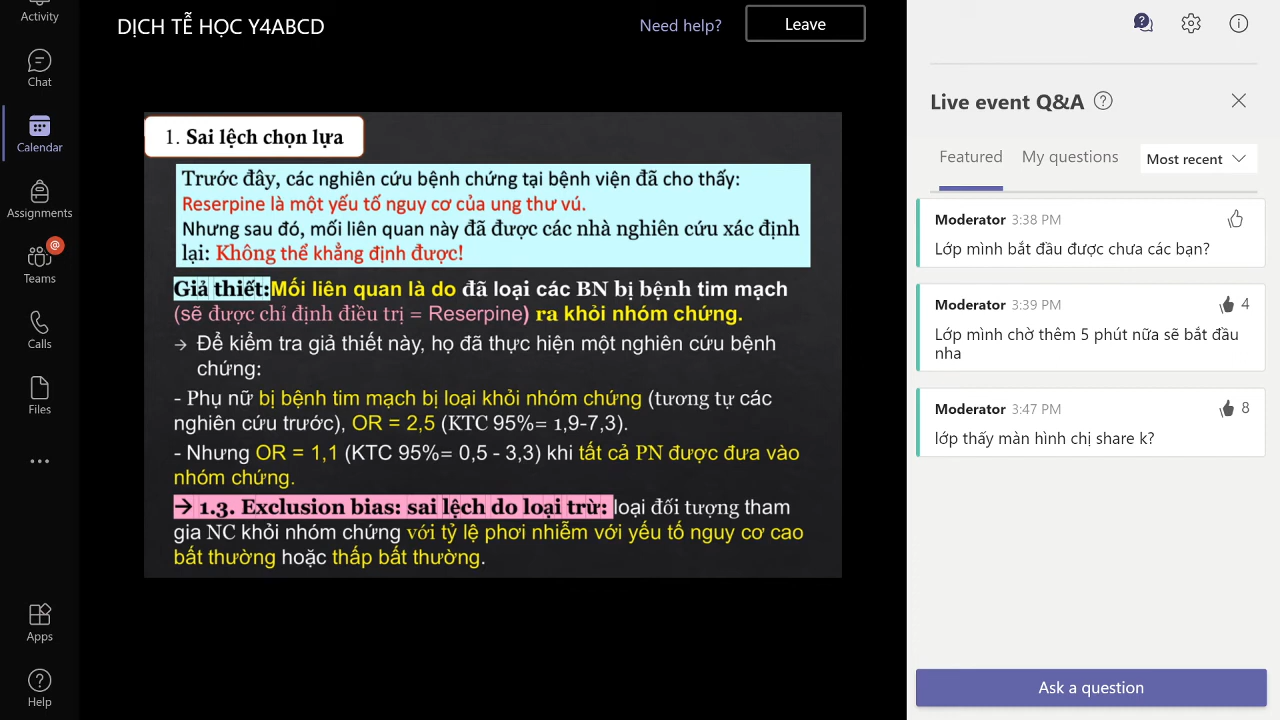 Activity
Chat
Calendar
Assignments
@
Teams
Calls
Files
Apps
Help
DỊCH TỄ HỌC Y4ABCD
Need help?
Leave
1. Sai lệch chọn lựa
Trước đây, các nghiên cứu bệnh chứng tại bệnh viện đã cho thấy:
Reserpine là một yếu tố nguy cơ của ung thư vú.
Nhưng sau đó, mối liên quan này đã được các nhà nghiên cứu xác định
lại: Không thể khẳng định được!
Giả thiết:Mối liên quan là do đã loại các BN bị bệnh tim mạch
(sẽ được chỉ định điều trị = Reserpine) ra khỏi nhóm chứng.
→ Để kiểm tra giả thiết này, họ đã thực hiện một nghiên cứu bệnh
chứng:
- Phụ nữ bị bệnh tim mạch bị loại khỏi nhóm chứng (tương tự các
nghiên cứu trước), OR = 2,5 (KTC 95%= 1,9-7,3).
- Nhưng OR = 1,1 (KTC 95%= 0,5 - 3,3) khi tất cả PN được đưa vào
nhóm chứng.
→ 1.3. Exclusion bias: sai lệch do loại trừ: loại đối tượng tham
gia NC khỏi nhóm chứng với tỷ lệ phơi nhiễm với yếu tố nguy cơ cao
bất thường hoặc thấp bất thường.
Live event Q&A
Featured
My questions
Most recent
Moderator 3:38 PM
Lớp mình bắt đầu được chưa các bạn?
Moderator 3:39 PM 4
Lớp mình chờ thêm 5 phút nữa sẽ bắt đầu
nha
Moderator 3:47 PM 8
lớp thấy màn hình chị share k?
Ask a question